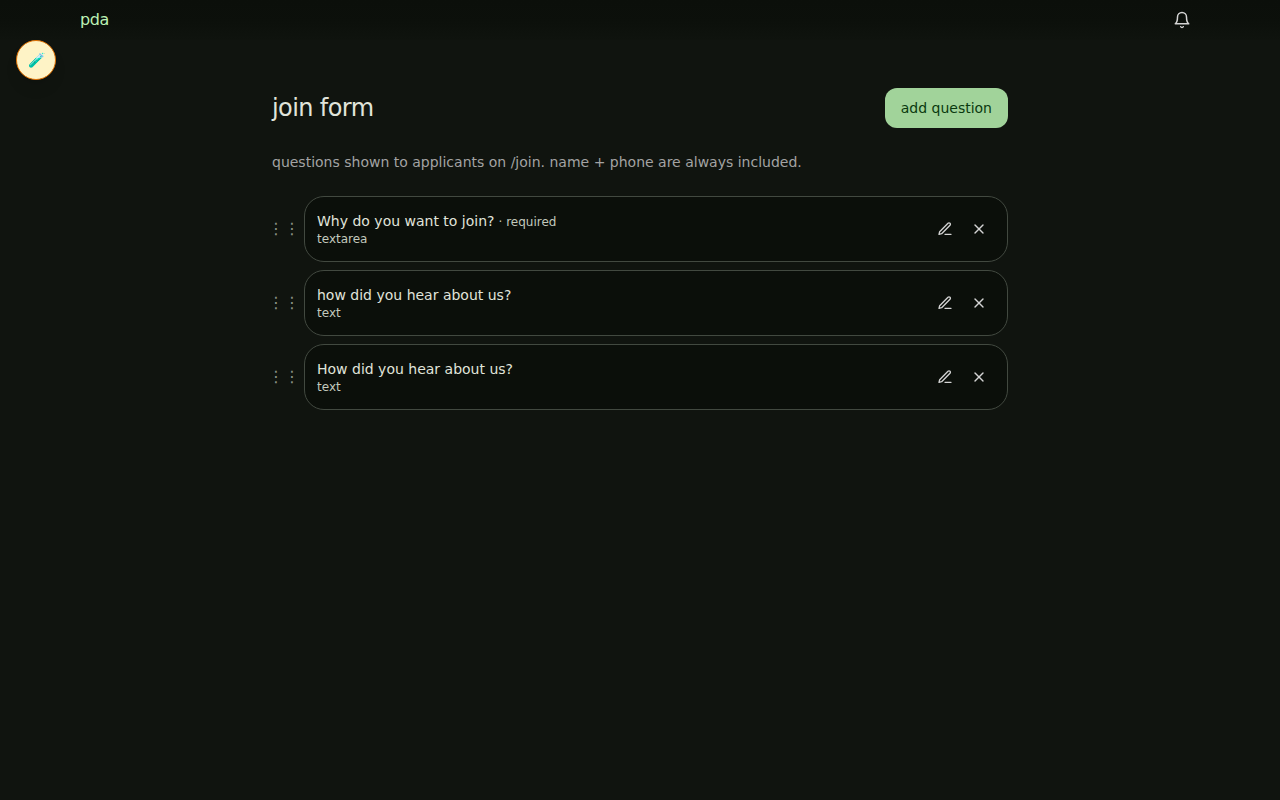 pda
join form
add question
questions shown to applicants on /join. name + phone are always included.
Why do you want to join? · required
textarea
how did you hear about us?
text
How did you hear about us?
text